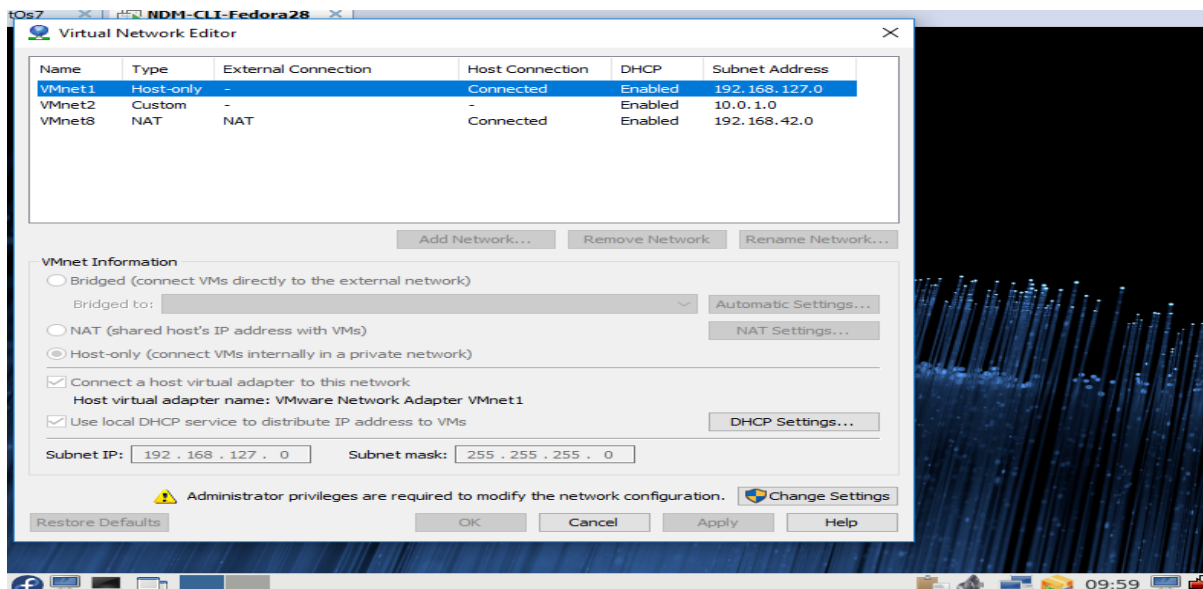 tOs7 NDM-CLI-Fedora28
Virtual Network Editor
Name Type External Connection Host Connection DHCP Subnet Address
VMnet1 Host-only - Connected Enabled 192.168.127.0
VMnet2 Custom - - Enabled 10.0.1.0
VMnet8 NAT NAT Connected Enabled 192.168.42.0
Add Network... Remove Network Rename Network...
VMnet Information
Bridged (connect VMs directly to the external network)
Bridged to: Automatic Settings...
NAT (shared host's IP address with VMs) NAT Settings...
Host-only (connect VMs internally in a private network)
Connect a host virtual adapter to this network
Host virtual adapter name: VMware Network Adapter VMnet1
Use local DHCP service to distribute IP address to VMs DHCP Settings...
Subnet IP: 192 . 168 . 127 . 0 Subnet mask: 255 . 255 . 255 . 0
Administrator privileges are required to modify the network configuration. Change Settings
Restore Defaults OK Cancel Apply Help
09:59